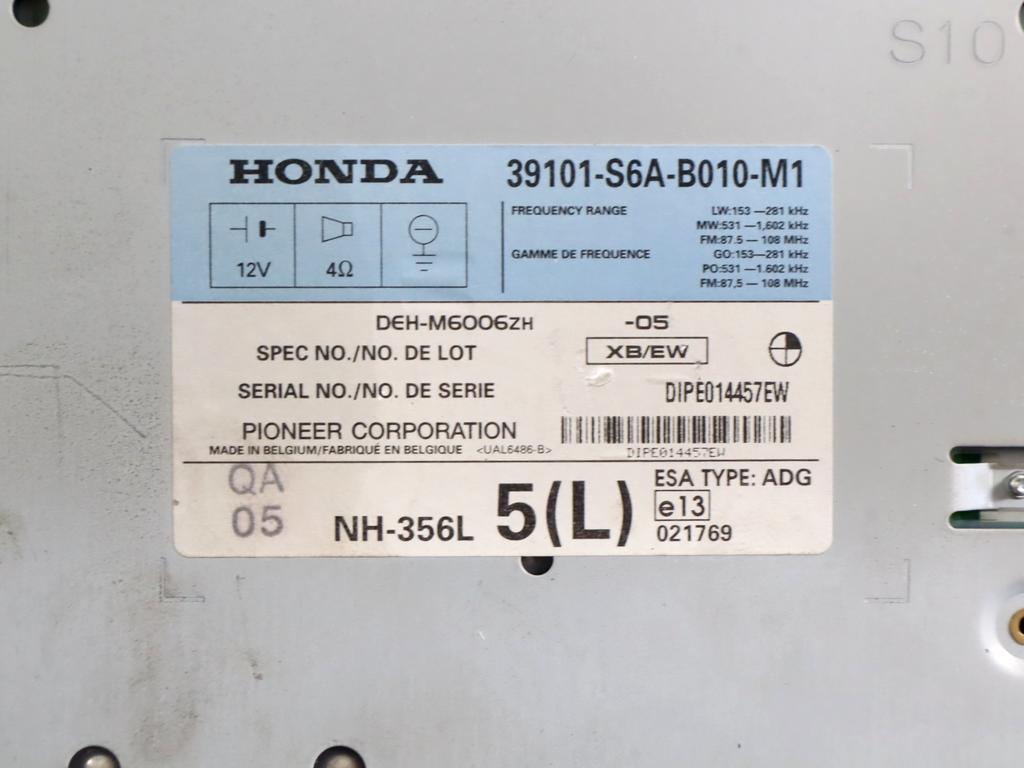 S10
HONDA
39101-S6A-B010-M1
12V
4Ω
FREQUENCY RANGE
LW:153 —281 kHz
MW:531 —1,602 kHz
FM:87.5 — 108 MHz
GAMME DE FREQUENCE
GO:153—281 kHz
PO:531 —1.602 kHz
FM:87,5 — 108 MHz
DEH-M6006ZH
-05
SPEC NO./NO. DE LOT
XB/EW
SERIAL NO./NO. DE SERIE
DIPE014457EW
PIONEER CORPORATION
MADE IN BELGIUM/FABRIQUÉ EN BELGIQUE <UAL6486-B>
DIPE014457EW
QA
05
NH-356L
5(L)
ESA TYPE: ADG
e13
021769